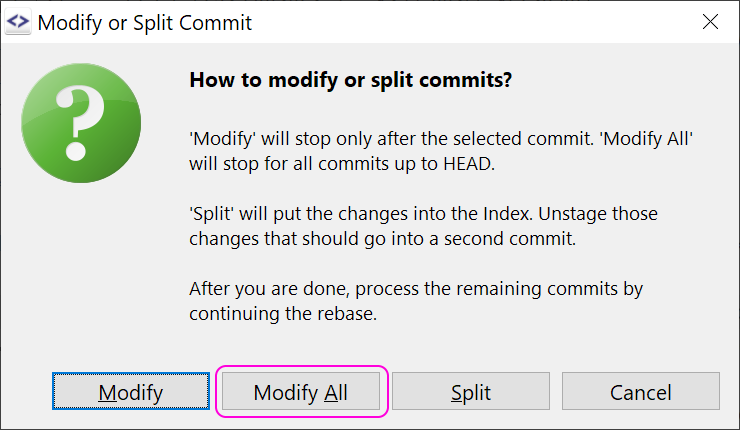 Modify or Split Commit
How to modify or split commits?
'Modify' will stop only after the selected commit. 'Modify All'
will stop for all commits up to HEAD.
'Split' will put the changes into the Index. Unstage those
changes that should go into a second commit.
After you are done, process the remaining commits by
continuing the rebase.
Modify
Modify All
Split
Cancel